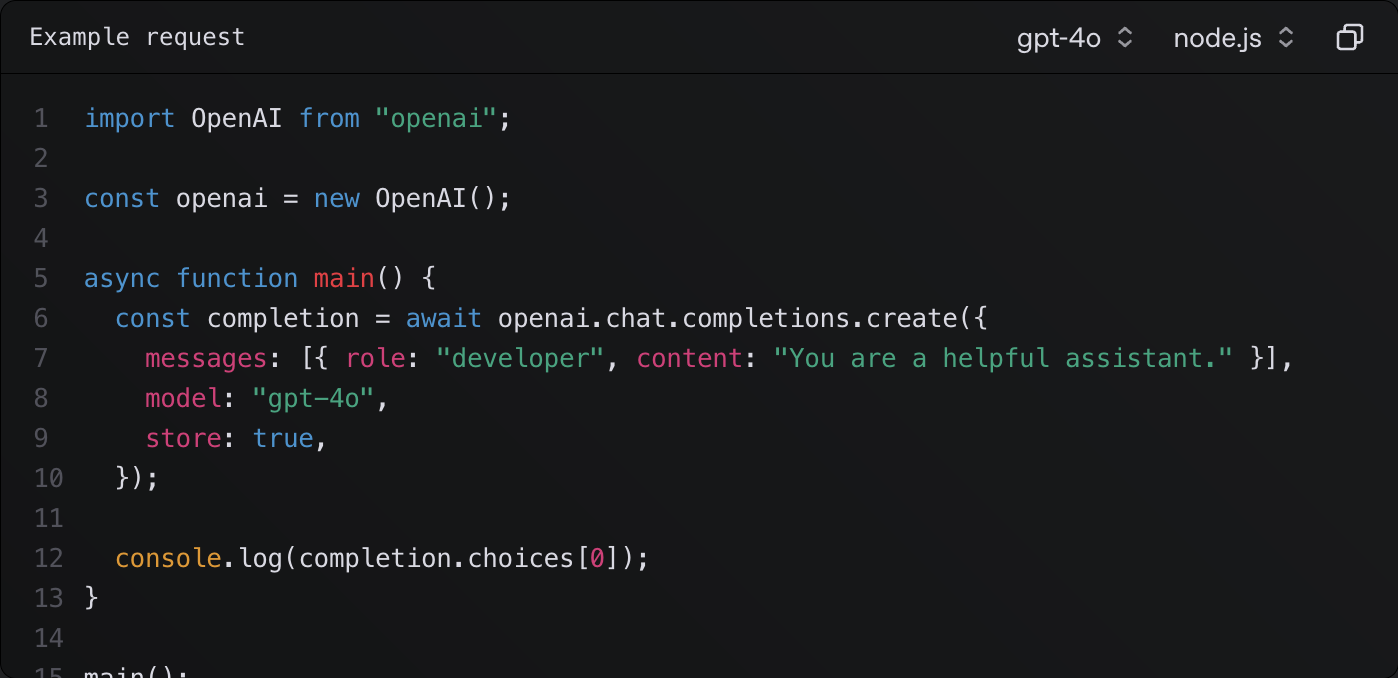 Example request gpt-4o node.js
1 import OpenAI from "openai";
2
3 const openai = new OpenAI();
4
5 async function main() {
6   const completion = await openai.chat.completions.create({
7     messages: [{ role: "developer", content: "You are a helpful assistant." }],
8     model: "gpt-4o",
9     store: true,
10   });
11
12   console.log(completion.choices[0]);
13 }
14
15 main();